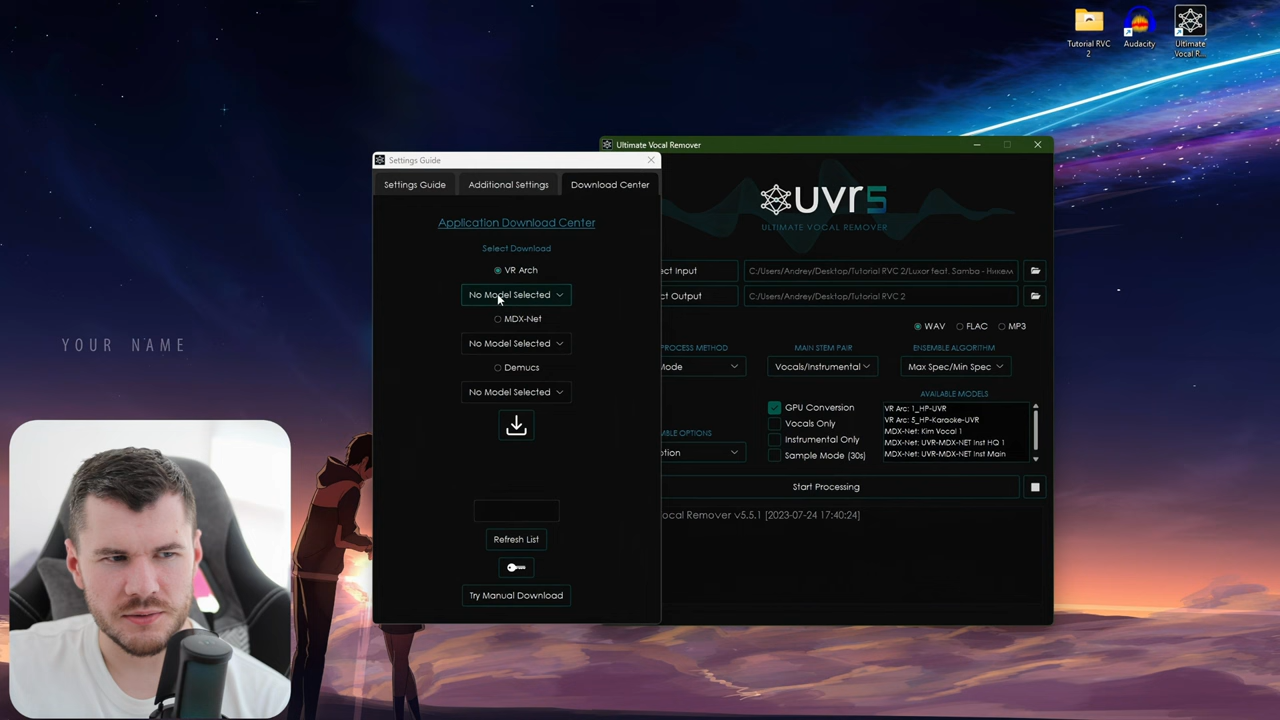 Tutorial RVC
2
Audacity
Ultimate
Vocal R...
YOUR NAME
Settings Guide
Settings Guide
Additional Settings
Download Center
Application Download Center
Select Download
VR Arch
No Model Selected
MDX-Net
No Model Selected
Demucs
No Model Selected
Refresh List
Try Manual Download
Ultimate Vocal Remover
uvr5
ULTIMATE VOCAL REMOVER
ect Input
C:/Users/Andrey/Desktop/Tutorial RVC 2/Luxor feat. Samba - Никем
ct Output
C:/Users/Andrey/Desktop/Tutorial RVC 2
WAV
FLAC
MP3
PROCESS METHOD
MAIN STEM PAIR
ENSEMBLE ALGORITHM
Mode
Vocals/Instrumental
Max Spec/Min Spec
AVAILABLE MODELS
GPU Conversion
Vocals Only
Instrumental Only
Sample Mode (30s)
VR Arc: 1_HP-UVR
VR Arc: 5_HP-Karaoke-UVR
MDX-Net: Kim Vocal 1
MDX-Net: UVR-MDX-NET Inst HQ 1
MDX-Net: UVR-MDX-NET Inst Main
MBLE OPTIONS
ption
Start Processing
ocal Remover v5.5.1 [2023-07-24 17:40:24]